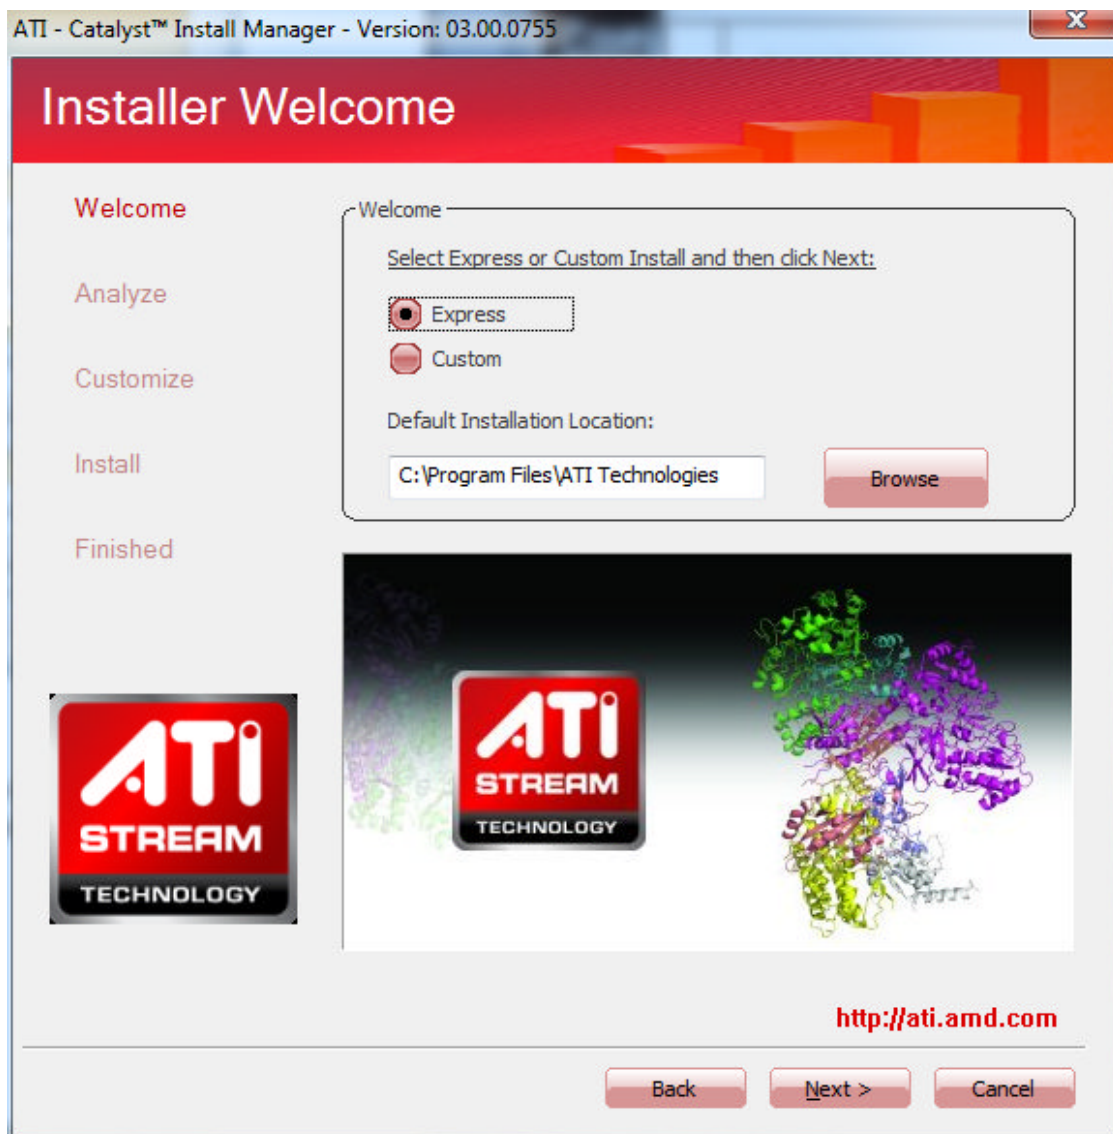 ATI - Catalyst™ Install Manager - Version: 03.00.0755
X
Installer Welcome
Welcome
Analyze
Customize
Install
Finished
Welcome
Select Express or Custom Install and then click Next:
Express
Custom
Default Installation Location:
C:\Program Files\ATI Technologies
Browse
ATI
STREAM
TECHNOLOGY
ATI
STREAM
TECHNOLOGY
http://ati.amd.com
Back
Next >
Cancel